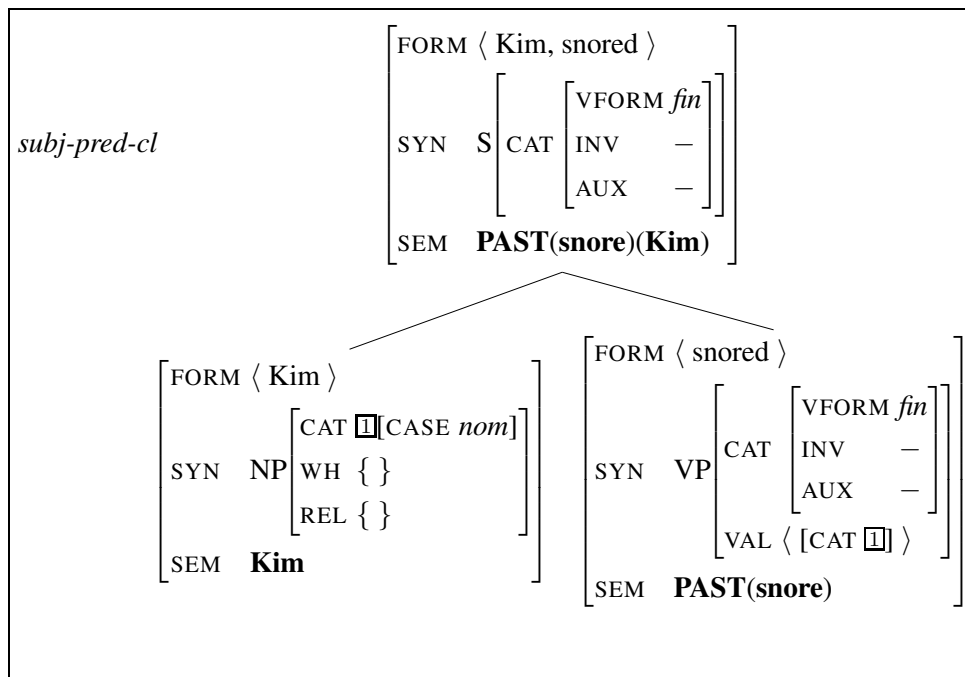 FORM ⟨ Kim, snored ⟩
VFORM fin
subj-pred-cl SYN S CAT INV −
AUX −
SEM PAST(snore)(Kim)
FORM ⟨ Kim ⟩
CAT 1[CASE nom]
SYN NP WH { }
REL { }
SEM Kim
FORM ⟨ snored ⟩
VFORM fin
SYN VP CAT INV −
AUX −
VAL ⟨ [CAT 1] ⟩
SEM PAST(snore)